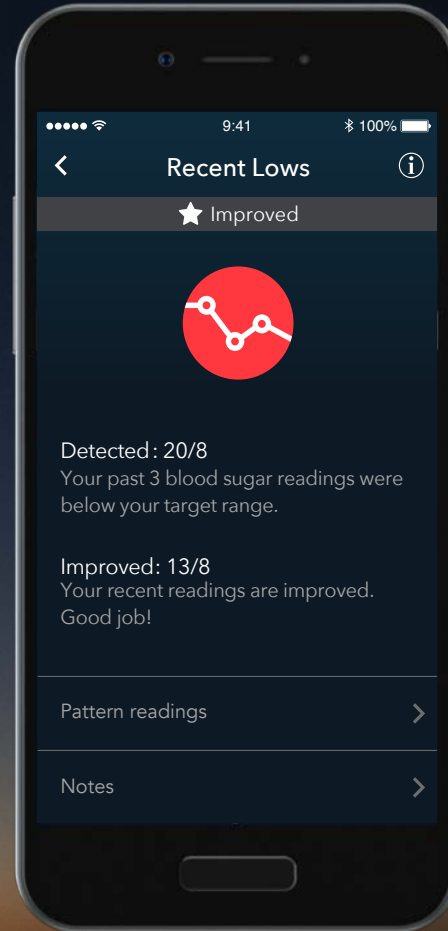 9:41
100%
Recent Lows
Improved
Detected: 20/8
Your past 3 blood sugar readings were
below your target range.
Improved: 13/8
Your recent readings are improved.
Good job!
Pattern readings
Notes